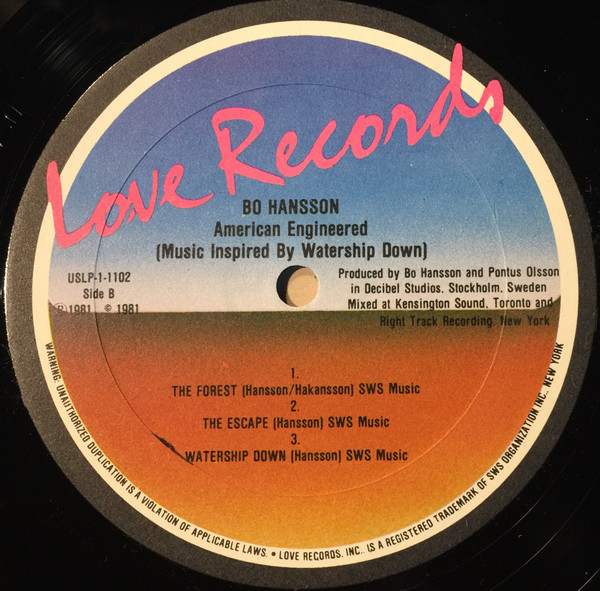 Love Records
BO HANSSON
American Engineered
(Music Inspired By Watership Down)
USLP-1-1102
Side B
℗1981 © 1981
Produced by Bo Hansson and Pontus Olsson
in Decibel Studios, Stockholm, Sweden
Mixed at Kensington Sound, Toronto and
Right Track Recording, New York
1.
THE FOREST (Hansson/Hakansson) SWS Music
2.
THE ESCAPE (Hansson) SWS Music
3.
WATERSHIP DOWN (Hansson) SWS Music
WARNING: UNAUTHORIZED DUPLICATION IS A VIOLATION OF APPLICABLE LAWS. • LOVE RECORDS, INC., IS A REGISTERED TRADEMARK OF SWS ORGANIZATION INC., NEW YORK